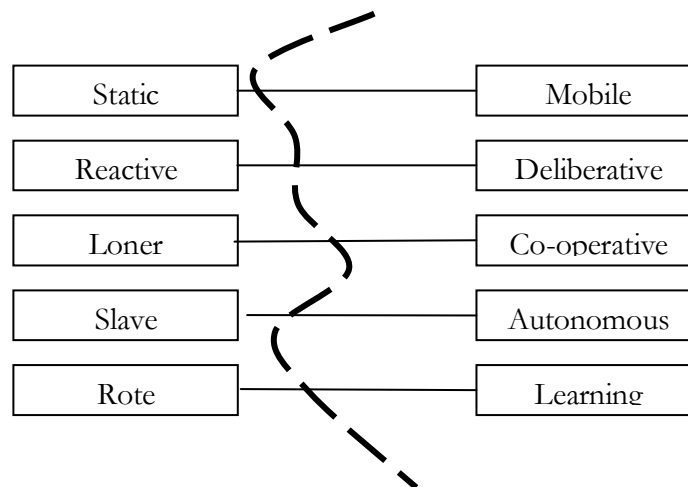 Static Mobile
Reactive Deliberative
Loner Co-operative
Slave Autonomous
Rote Learning